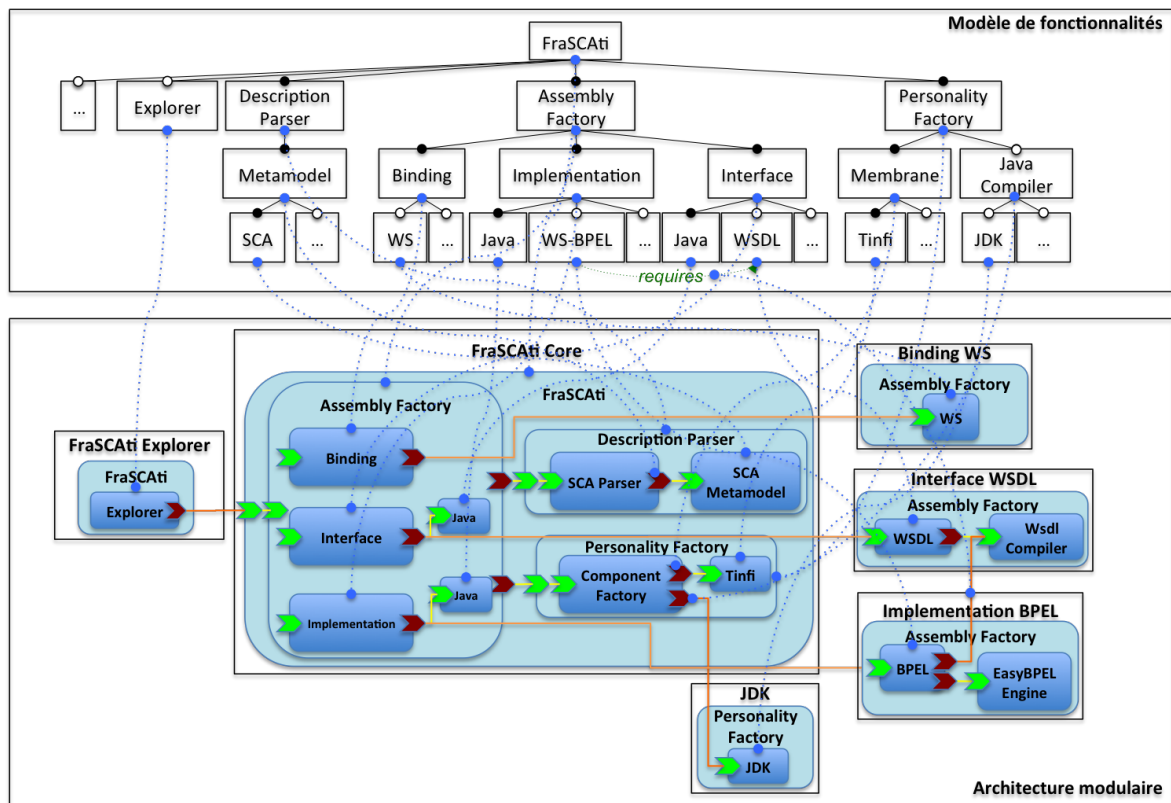 Modèle de fonctionnalités
FraSCAti
...
Explorer
Description
Parser
Assembly
Factory
Personality
Factory
Metamodel
Binding
Implementation
Interface
Membrane
Java
Compiler
SCA
...
WS
...
Java
WS-BPEL
...
Java
WSDL
...
Tinfi
...
JDK
...
requires
FraSCAti Core
FraSCAti
Assembly Factory
Binding
Interface
Java
Implementation
Java
Description Parser
SCA Parser
SCA
Metamodel
Personality Factory
Component
Factory
Tinfi
FraSCAti Explorer
FraSCAti
Explorer
Binding WS
Assembly Factory
WS
Interface WSDL
Assembly Factory
WSDL
Wsdl
Compiler
Implementation BPEL
Assembly Factory
BPEL
EasyBPEL
Engine
JDK
Personality
Factory
JDK
Architecture modulaire